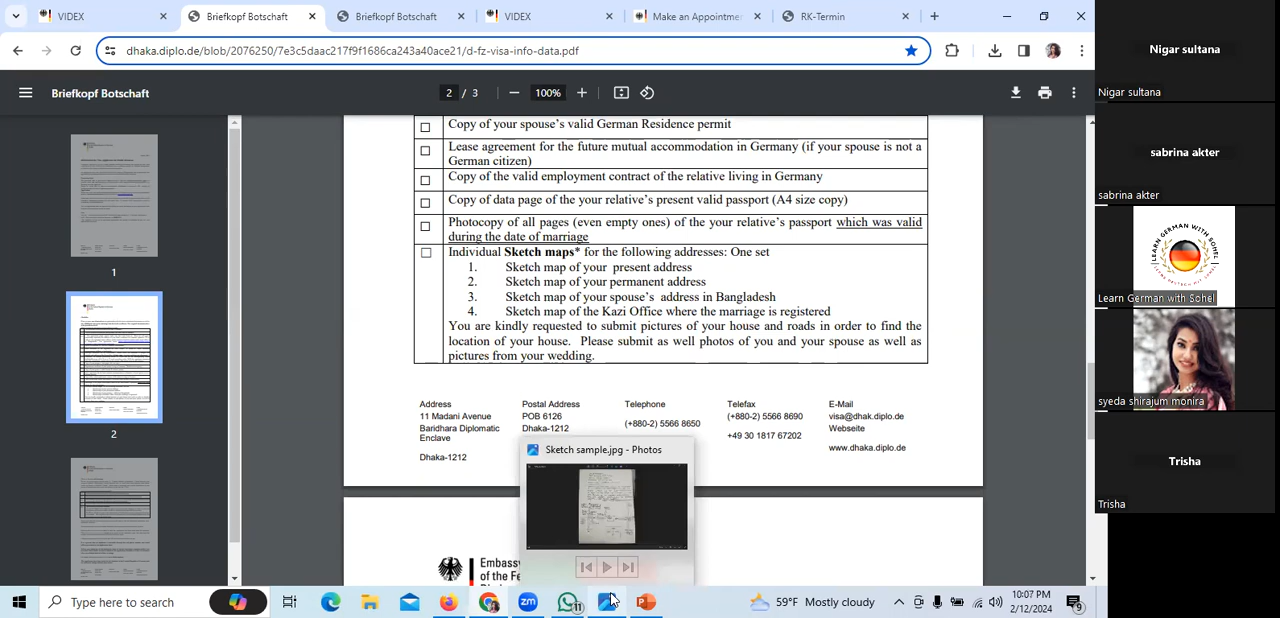 VIDEX
Briefkopf Botschaft
Briefkopf Botschaft
VIDEX
Make an Appointme
RK-Termin
dhaka.diplo.de/blob/2076250/7e3c5daac217f9f1686ca243a40ace21/d-fz-visa-info-data.pdf
Briefkopf Botschaft
2 / 3
100%
1
2
Copy of your spouse's valid German Residence permit
Lease agreement for the future mutual accommodation in Germany (if your spouse is not a
German citizen)
Copy of the valid employment contract of the relative living in Germany
Copy of data page of your relative's present valid passport (A4 size copy)
Photocopy of all pages (even empty ones) of the your relative's passport which was valid
during the date of marriage
Individual Sketch maps* for the following addresses: One set
1. Sketch map of your present address
2. Sketch map of your permanent address
3. Sketch map of your spouse's address in Bangladesh
4. Sketch map of the Kazi Office where the marriage is registered
You are kindly requested to submit pictures of your house and roads in order to find the
location of your house. Please submit as well photos of you and your spouse as well as
pictures from your wedding.
Address
11 Madani Avenue
Baridhara Diplomatic
Enclave
Dhaka-1212
Postal Address
POB 6126
Dhaka-1212
Telephone
(+880-2) 5566 8650
Telefax
(+880-2) 5566 8690
+49 30 1817 67202
E-Mail
visa@dhak.diplo.de
Webseite
www.dhaka.diplo.de
Sketch sample.jpg - Photos
Embass
of the Fe
Nigar sultana
Nigar sultana
sabrina akter
sabrina akter
LEARN GERMAN WITH SOHEL
Learn German with Sohel
syeda shirajum monira
Trisha
Trisha
Type here to search
zm
11
59°F Mostly cloudy
10:07 PM
2/12/2024
9